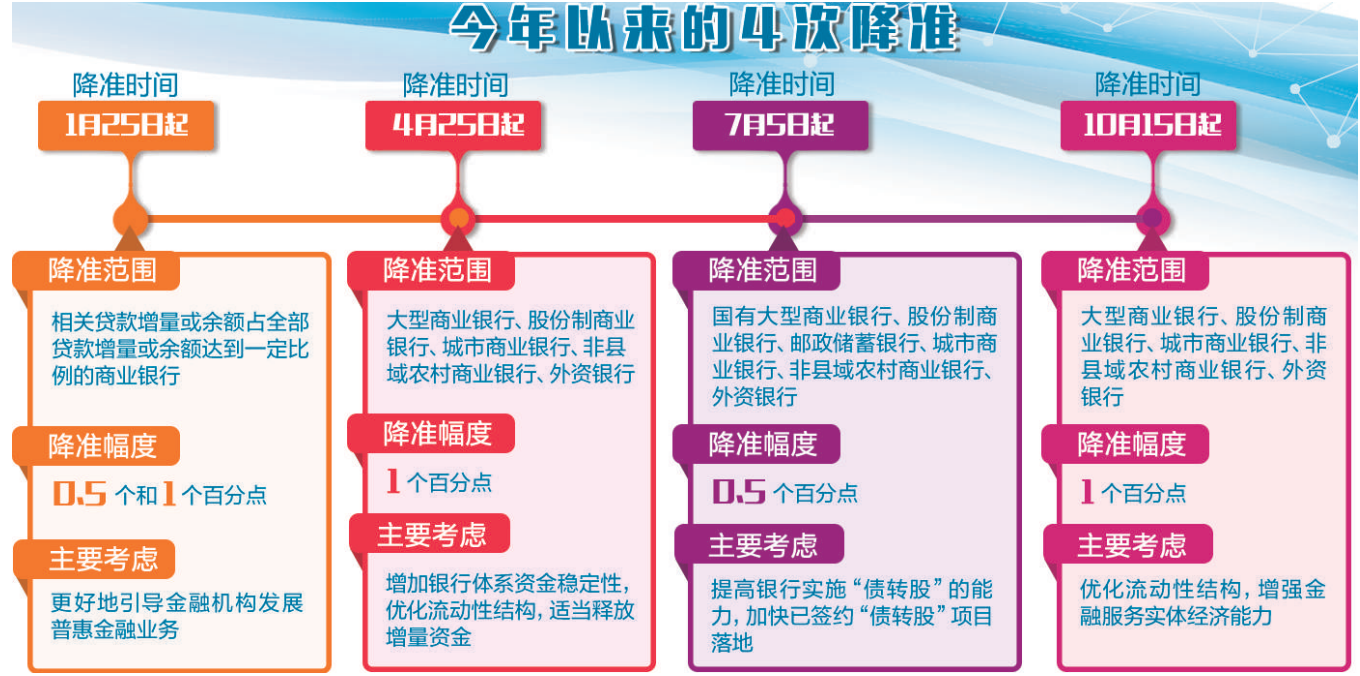 今年以来的4次降准
降准时间
1月25日起
降准范围
相关贷款增量或余额占全部
贷款增量或余额达到一定比
例的商业银行
降准幅度
0.5个和1个百分点
主要考虑
更好地引导金融机构发展
普惠金融业务
降准时间
4月25日起
降准范围
大型商业银行、股份制商业
银行、城市商业银行、非县
域农村商业银行、外资银行
降准幅度
1个百分点
主要考虑
增加银行体系资金稳定性，
优化流动性结构，适当释放
增量资金
降准时间
7月5日起
降准范围
国有大型商业银行、股份制商
业银行、邮政储蓄银行、城市商
业银行、非县域农村商业银行、
外资银行
降准幅度
0.5个百分点
主要考虑
提高银行实施“债转股”的能
力，加快已签约“债转股”项目
落地
降准时间
10月15日起
降准范围
大型商业银行、股份制商
业银行、城市商业银行、非
县域农村商业银行、外资
银行
降准幅度
1个百分点
主要考虑
优化流动性结构，增强金
融服务实体经济能力